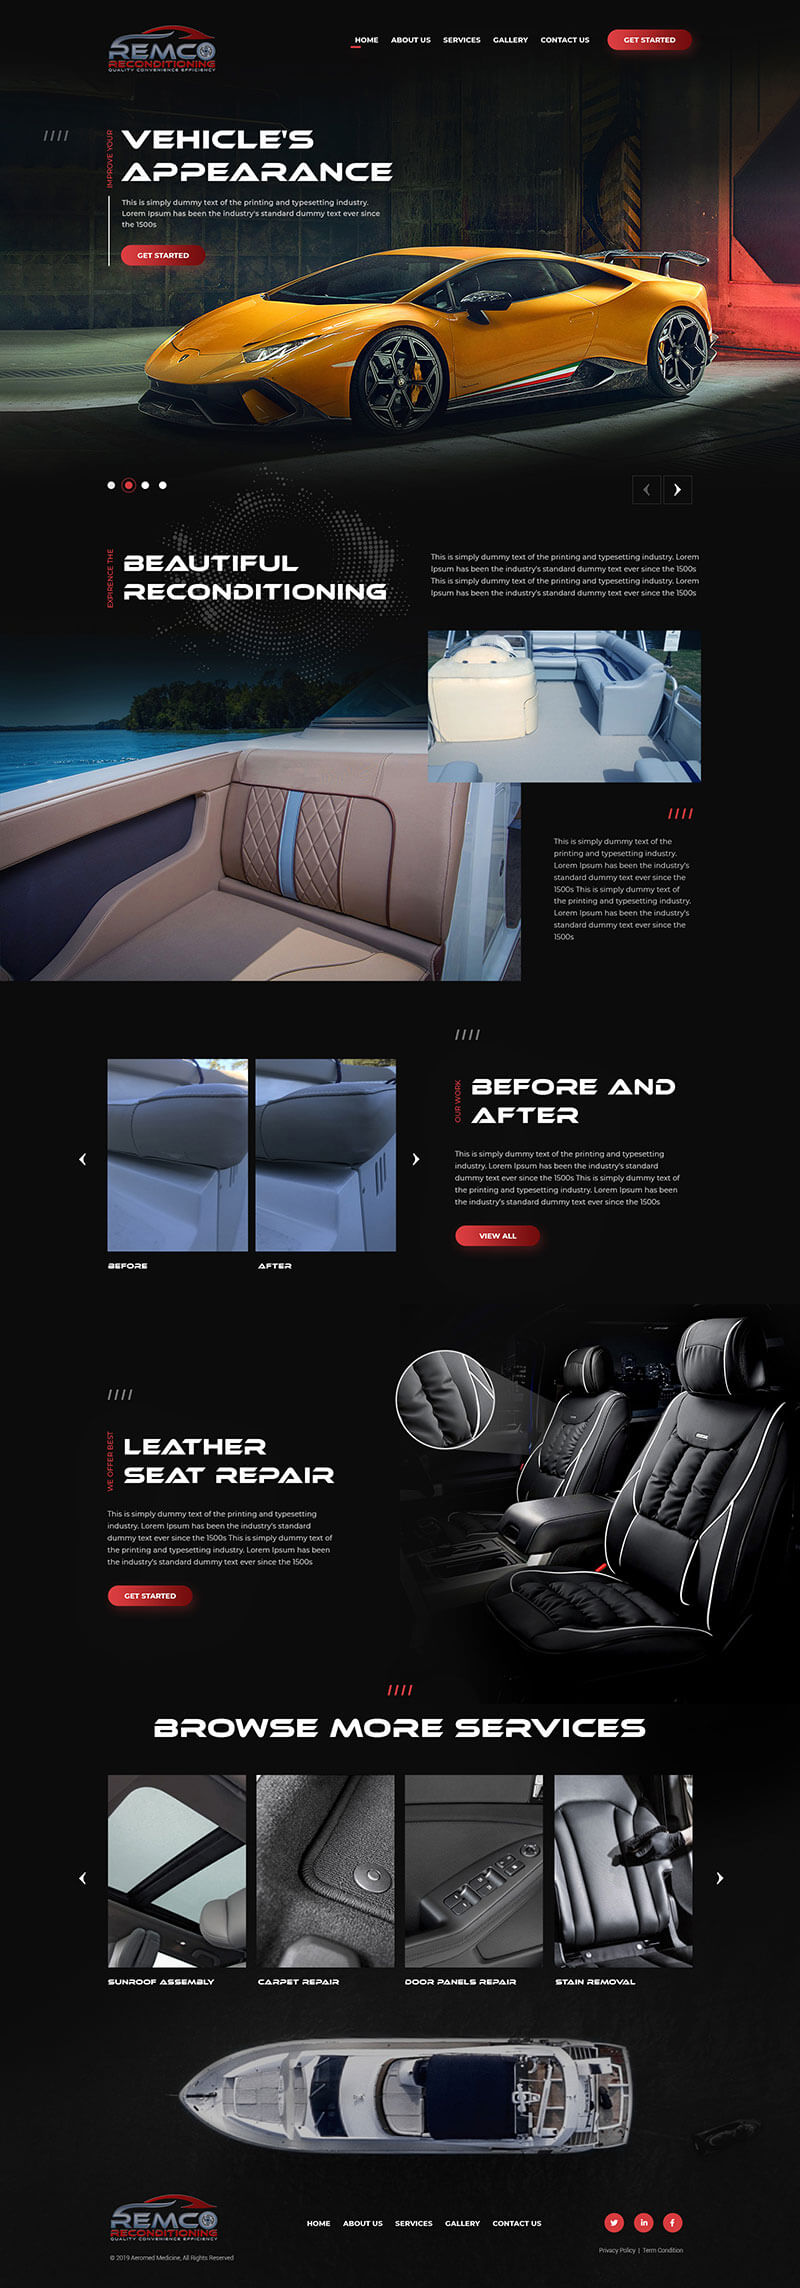 REMCO
RECONDITIONING
QUALITY CONVENIENCE EFFICIENCY
HOME
ABOUT US
SERVICES
GALLERY
CONTACT US
GET STARTED
IMPROVE YOUR
VEHICLE'S
APPEARANCE
This is simply dummy text of the printing and typesetting industry.
Lorem Ipsum has been the industry's standard dummy text ever since
the 1500s
GET STARTED
EXPIRENCE THE
BEAUTIFUL
RECONDITIONING
This is simply dummy text of the printing and typesetting industry. Lorem
Ipsum has been the industry's standard dummy text ever since the 1500s
This is simply dummy text of the printing and typesetting industry. Lorem
Ipsum has been the industry's standard dummy text ever since the 1500s
This is simply dummy text of the
printing and typesetting industry.
Lorem Ipsum has been the industry's
standard dummy text ever since the
1500s This is simply dummy text of
the printing and typesetting industry.
Lorem Ipsum has been the industry's
standard dummy text ever since the
1500s
BEFORE
AFTER
OUR WORK
BEFORE AND
AFTER
This is simply dummy text of the printing and typesetting
industry. Lorem Ipsum has been the industry's standard
dummy text ever since the 1500s This is simply dummy text of
the printing and typesetting industry. Lorem Ipsum has been
the industry's standard dummy text ever since the 1500s
VIEW ALL
WE OFFER BEST
LEATHER
SEAT REPAIR
This is simply dummy text of the printing and typesetting
industry. Lorem Ipsum has been the industry's standard
dummy text ever since the 1500s This is simply dummy text of
the printing and typesetting industry. Lorem Ipsum has been
the industry's standard dummy text ever since the 1500s
GET STARTED
BROWSE MORE SERVICES
SUNROOF ASSEMBLY
CARPET REPAIR
DOOR PANELS REPAIR
STAIN REMOVAL
REMCO
RECONDITIONING
QUALITY CONVENIENCE EFFICIENCY
© 2019 Aeromed Medicine, All Rights Reserved
HOME
ABOUT US
SERVICES
GALLERY
CONTACT US
Privacy Policy | Term Condition